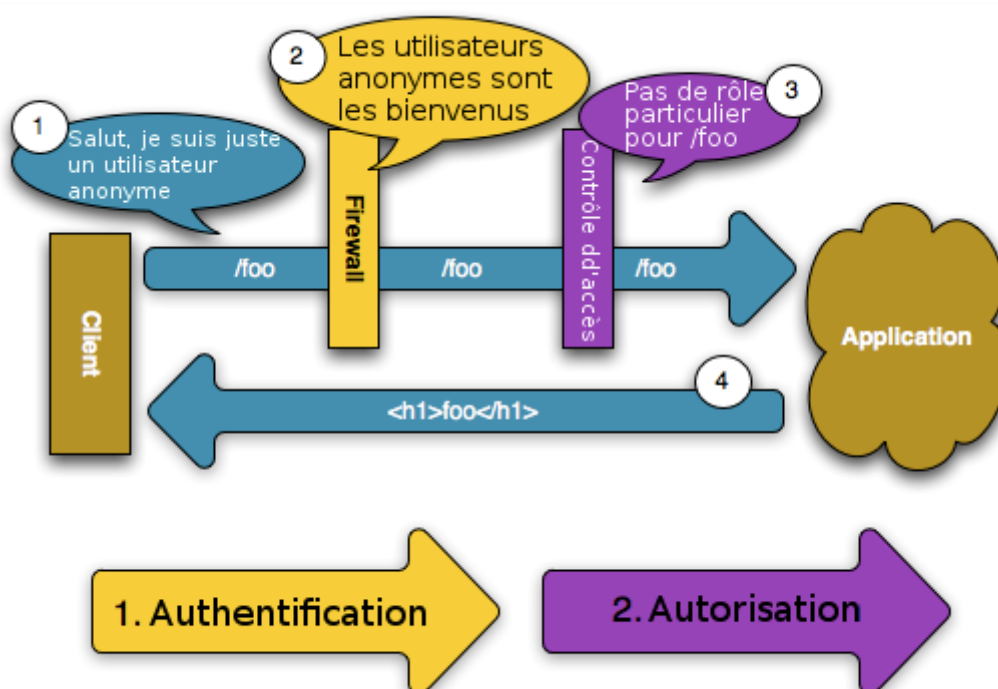 1
Salut, je suis juste
un utilisateur
anonyme
2
Les utilisateurs
anonymes sont
les bienvenus
3
Pas de rôle
particulier
pour /foo
Client
/foo
Firewall
/foo
Contrôle dd'accès
/foo
Application
4
<h1>foo</h1>
1. Authentification
2. Autorisation